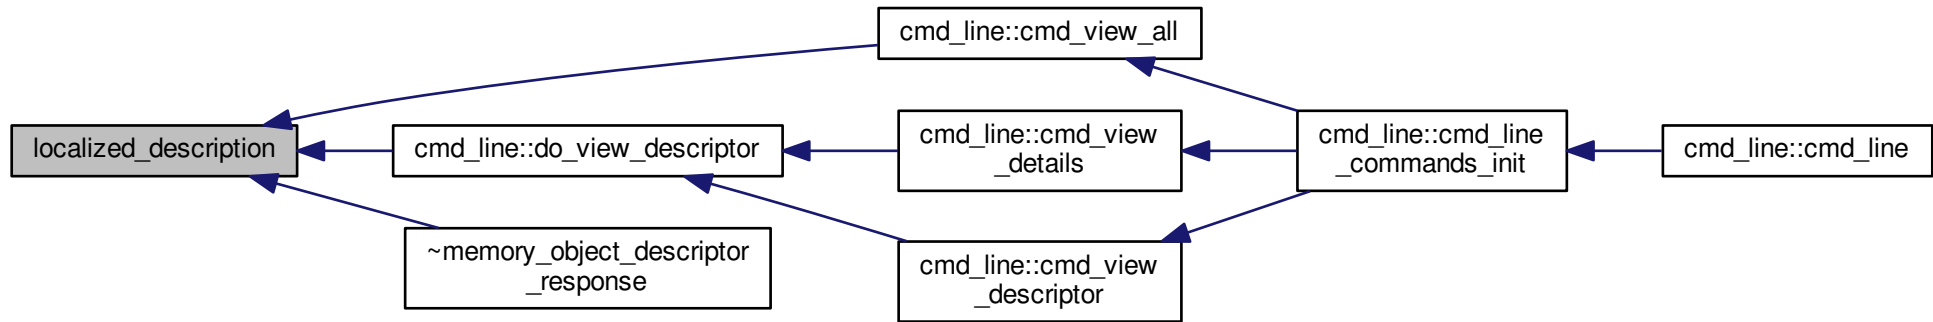 cmd_line::cmd_view_all
localized_description
cmd_line::do_view_descriptor
~memory_object_descriptor
_response
cmd_line::cmd_view
_details
cmd_line::cmd_view
_descriptor
cmd_line::cmd_line
_commands_init
cmd_line::cmd_line